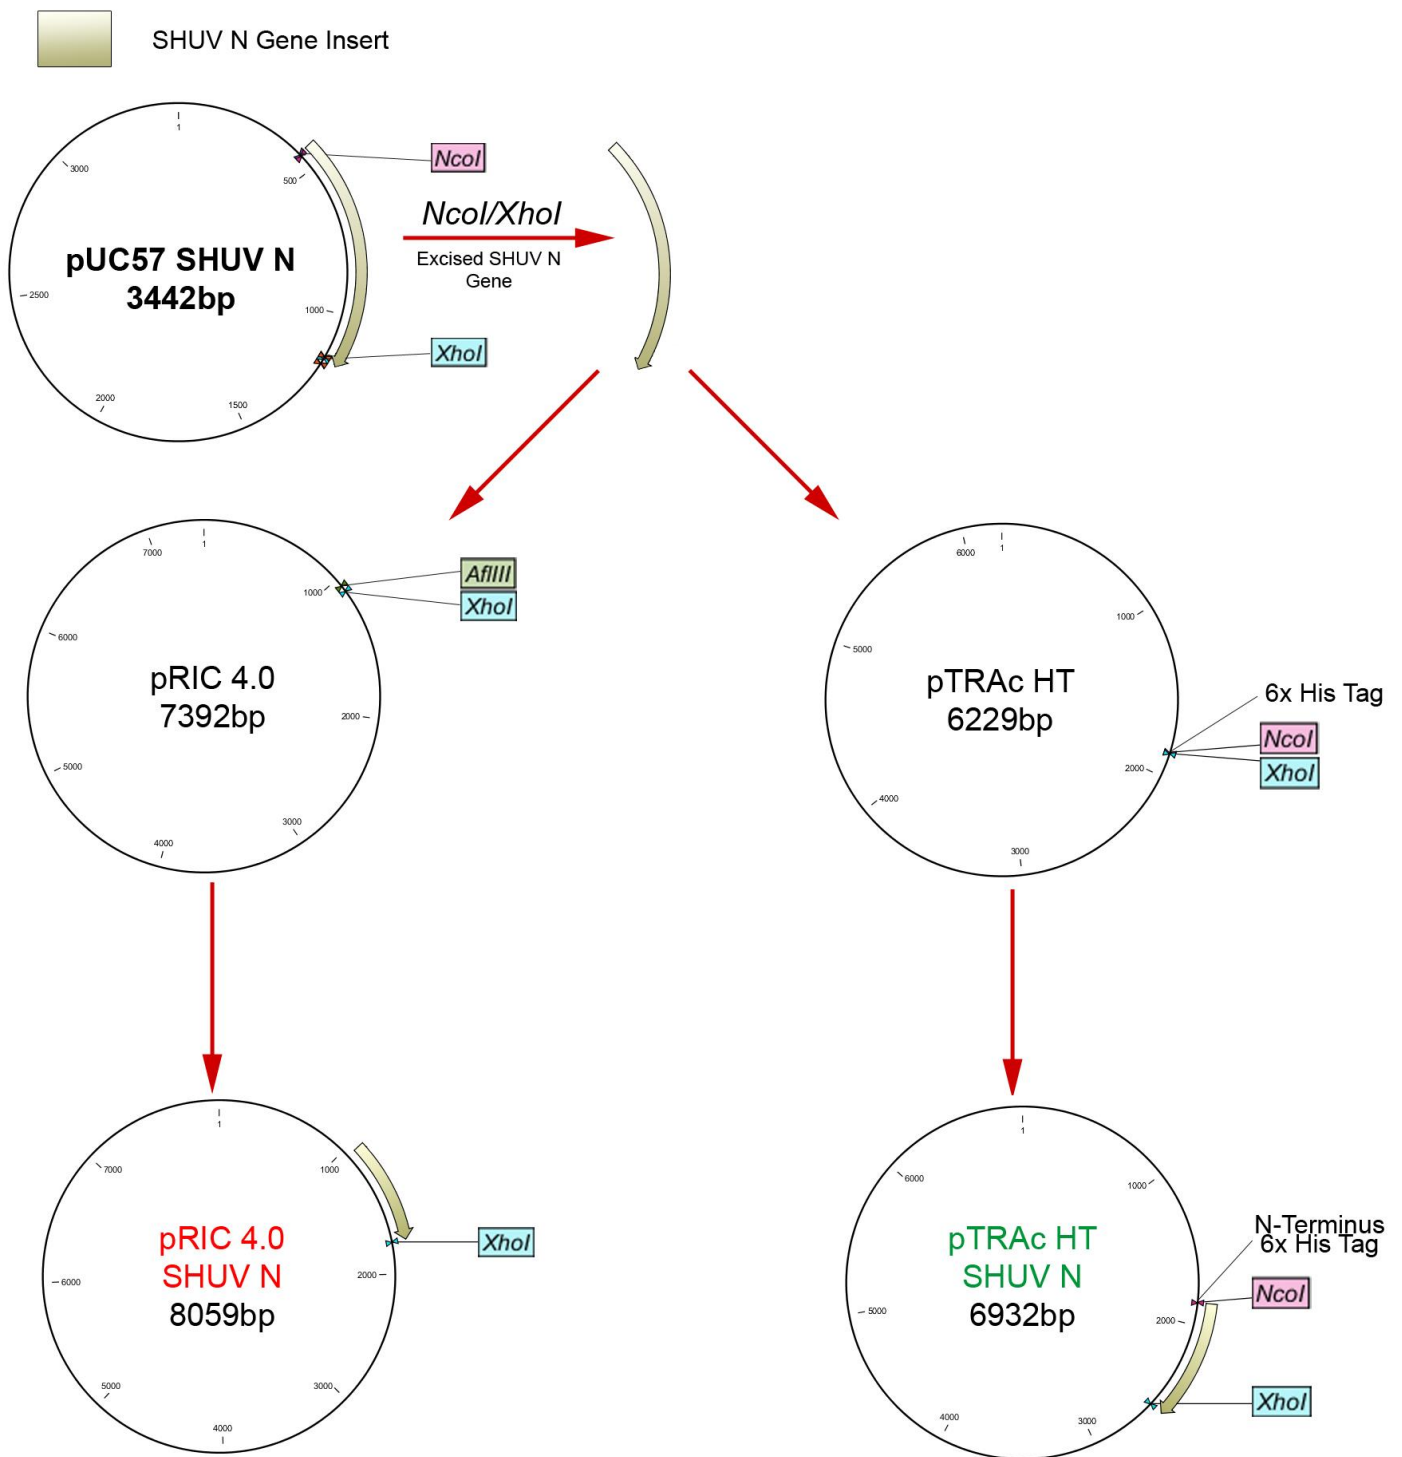 SHUV N Gene Insert
1
500
1000
1500
2000
2500
3000
pUC57 SHUV N
3442bp
NcoI
XhoI
NcoI/XhoI
Excised SHUV N
Gene
1
1000
2000
3000
4000
5000
6000
7000
pRIC 4.0
7392bp
AflIII
XhoI
1
1000
2000
3000
4000
5000
6000
pTRAc HT
6229bp
6x His Tag
NcoI
XhoI
1
1000
2000
3000
4000
5000
6000
7000
pRIC 4.0
SHUV N
8059bp
XhoI
1
1000
2000
3000
4000
5000
6000
pTRAc HT
SHUV N
6932bp
N-Terminus
6x His Tag
NcoI
XhoI